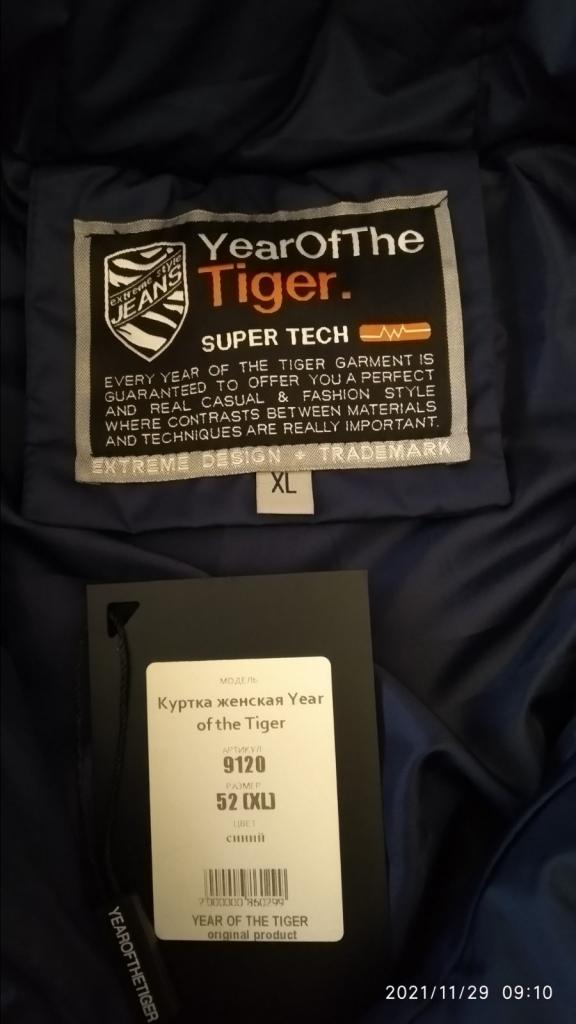 YearOfThe
Tiger.
extreme style
JEANS
SUPER TECH
EVERY YEAR OF THE TIGER GARMENT IS
GUARANTEED TO OFFER YOU A PERFECT
AND REAL CASUAL & FASHION STYLE
WHERE CONTRASTS BETWEEN MATERIALS
AND TECHNIQUES ARE REALLY IMPORTANT.
EXTREME DESIGN + TRADEMARK
XL
МОДЕЛЬ
Куртка женская Year
of the Tiger
АРТИКУЛ
9120
РАЗМЕР
52 (XL)
ЦВЕТ
синий
2000000 860299
YEAR OF THE TIGER
original product
YEAROFTHETIGER
2021/11/29 09:10